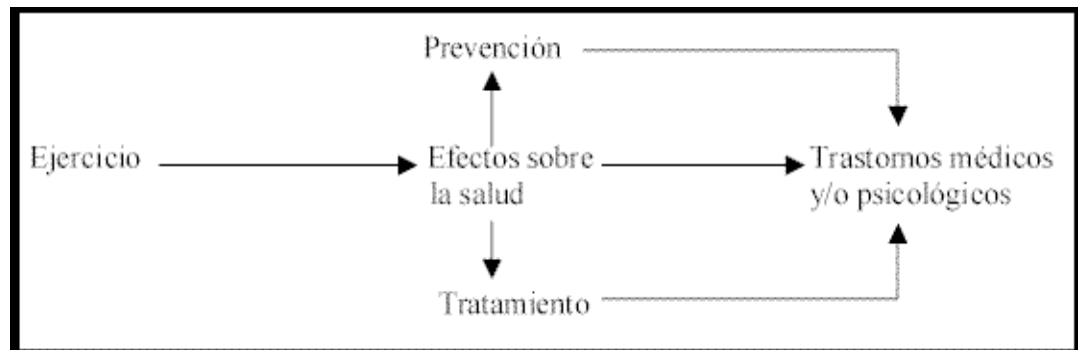 Prevención
Ejercicio
Efectos sobre
la salud
Trastornos médicos
y/o psicológicos
Tratamiento